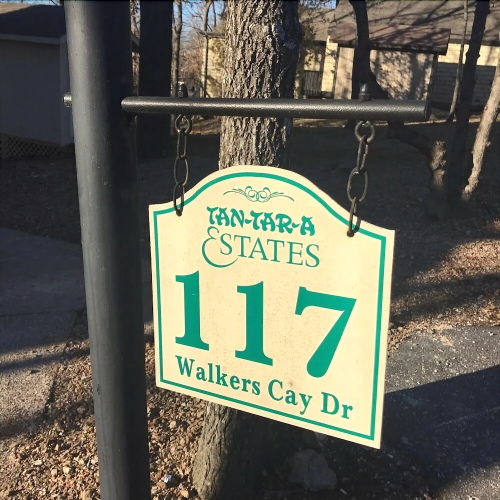 TAN-TAR-A
ESTATES
117
Walkers Cay Dr